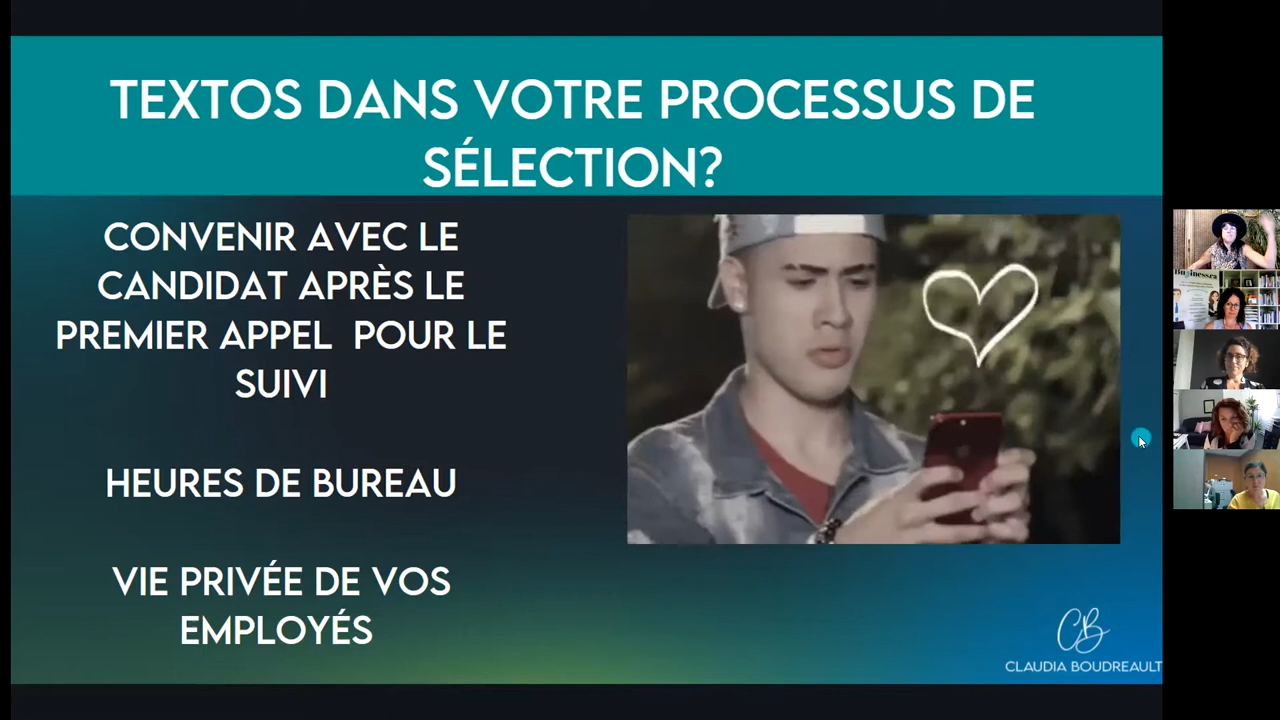 TEXTOS DANS VOTRE PROCESSUS DE
SÉLECTION?
CONVENIR AVEC LE
CANDIDAT APRÈS LE
PREMIER APPEL POUR LE
SUIVI
HEURES DE BUREAU
VIE PRIVÉE DE VOS
EMPLOYÉS
CB
CLAUDIA BOUDREAULT